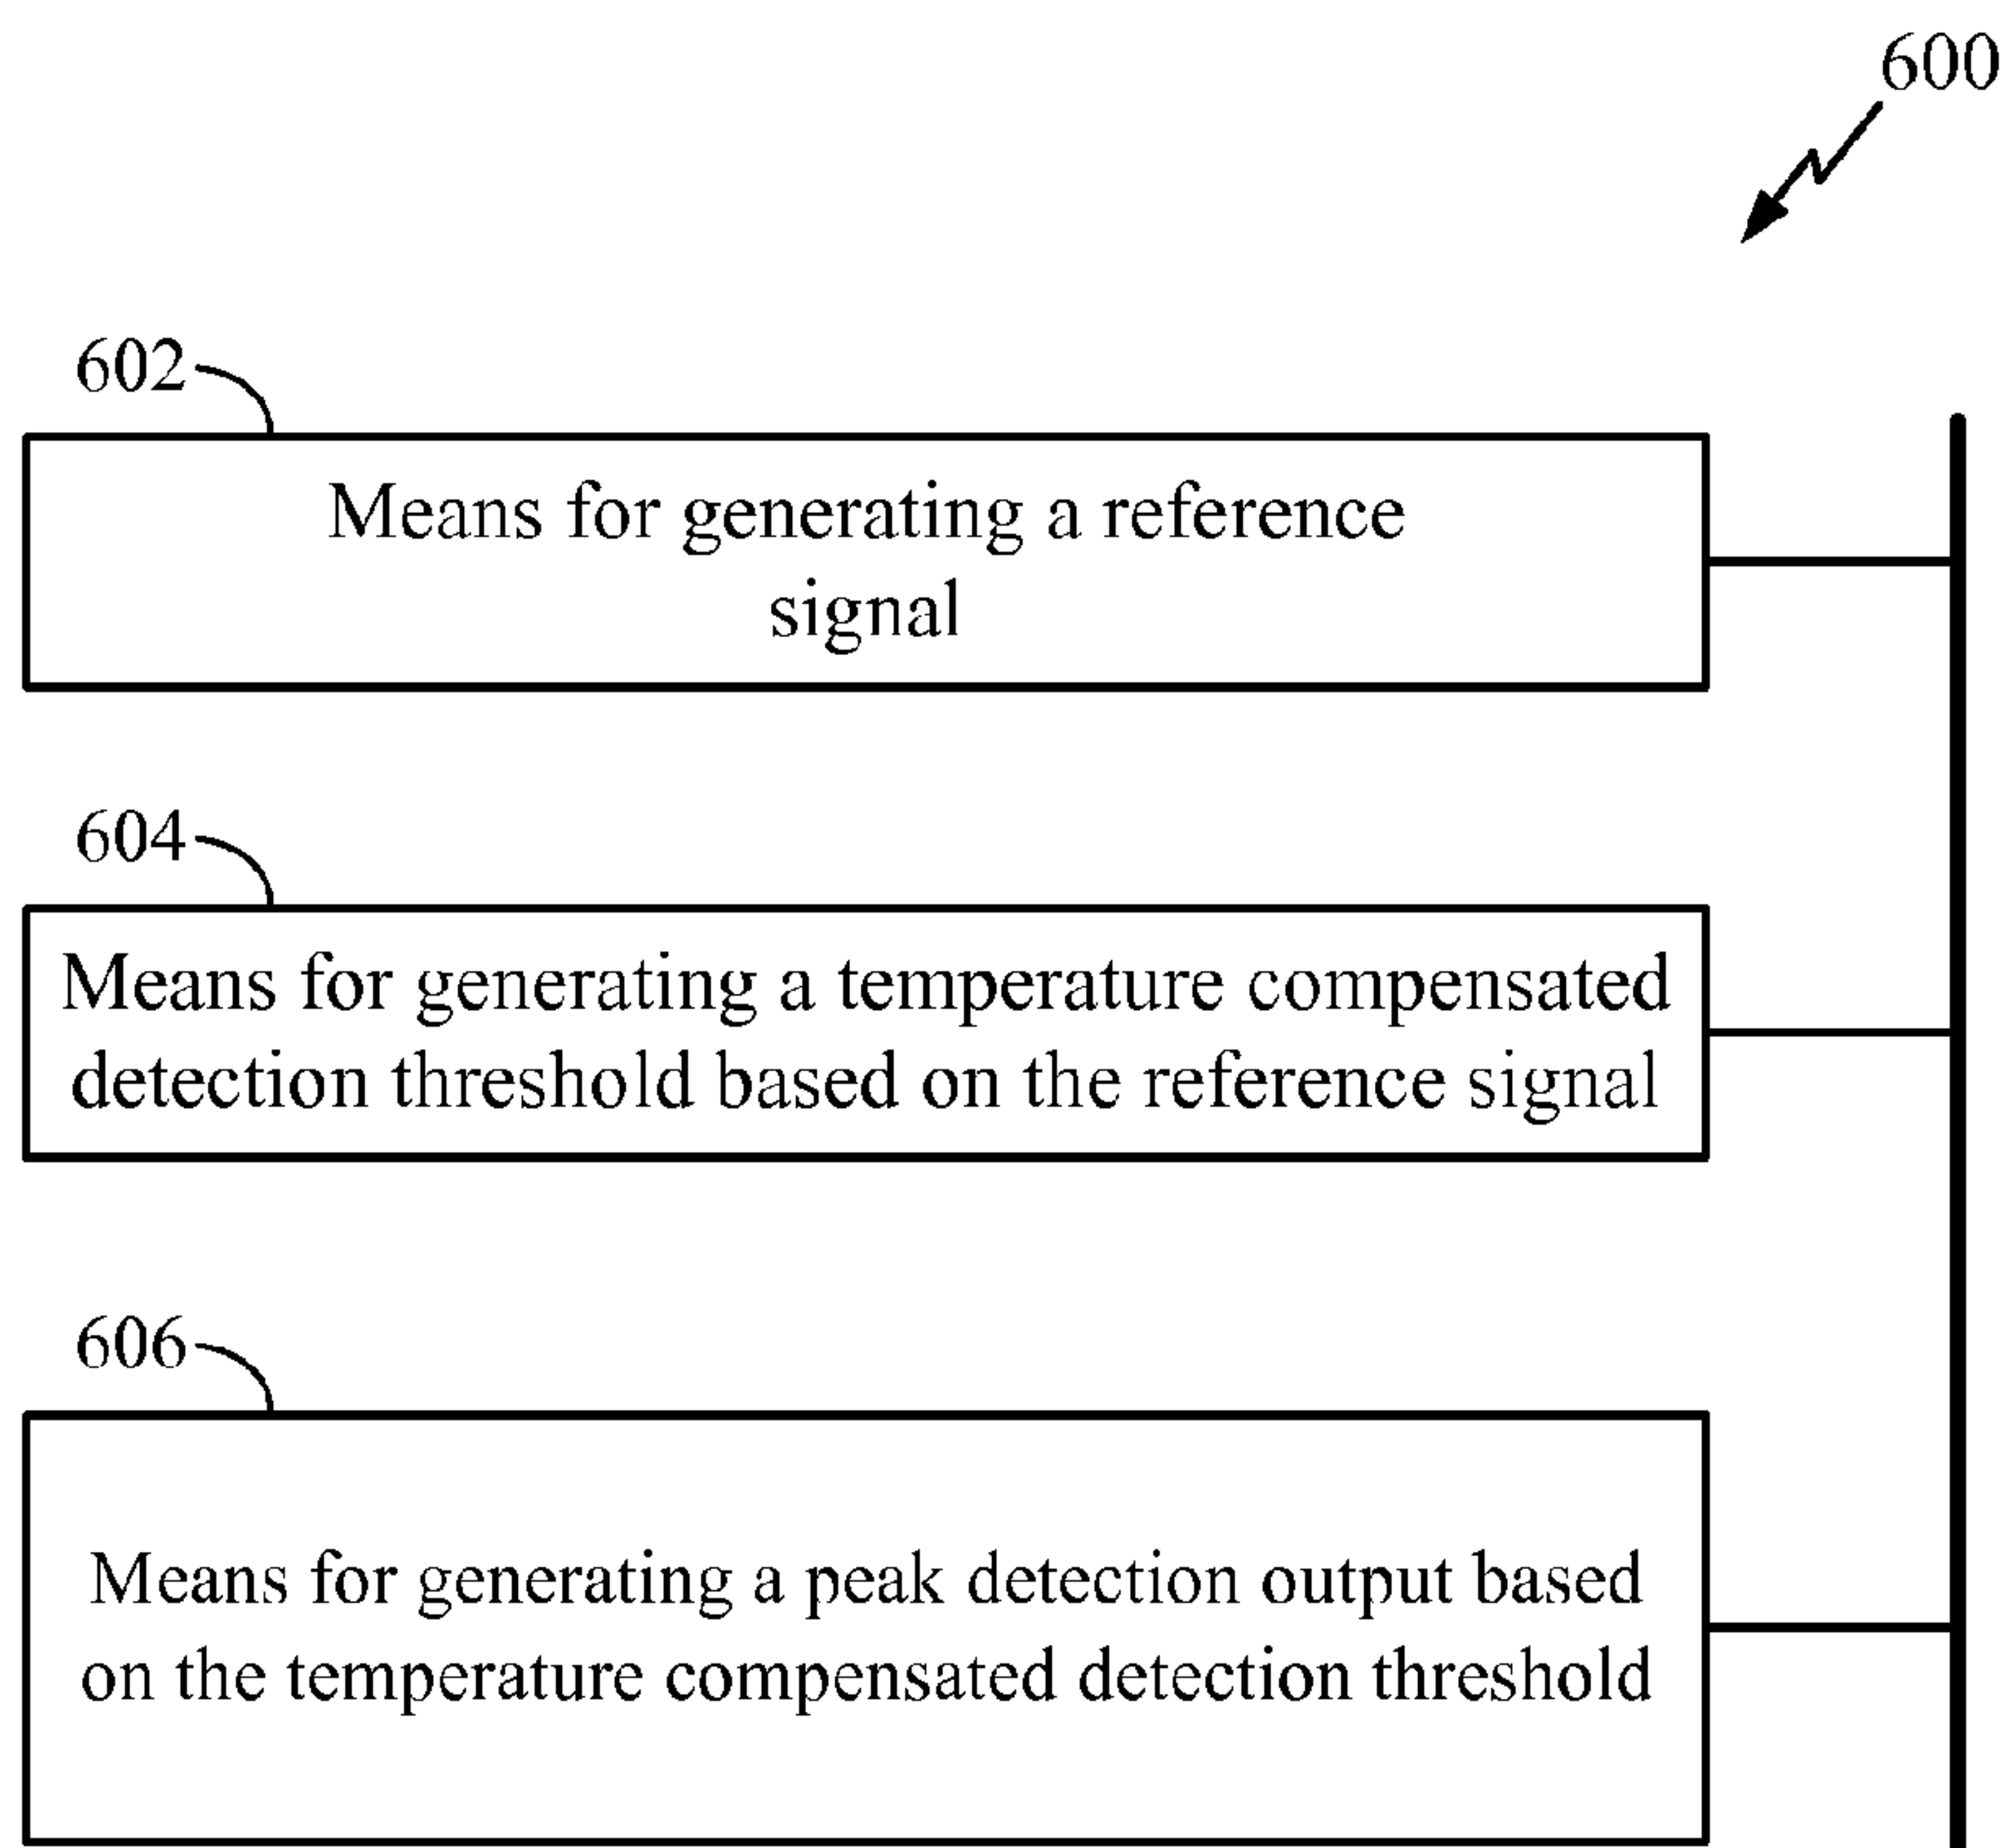 600
602
Means for generating a reference
signal
604
Means for generating a temperature compensated
detection threshold based on the reference signal
606
Means for generating a peak detection output based
on the temperature compensated detection threshold